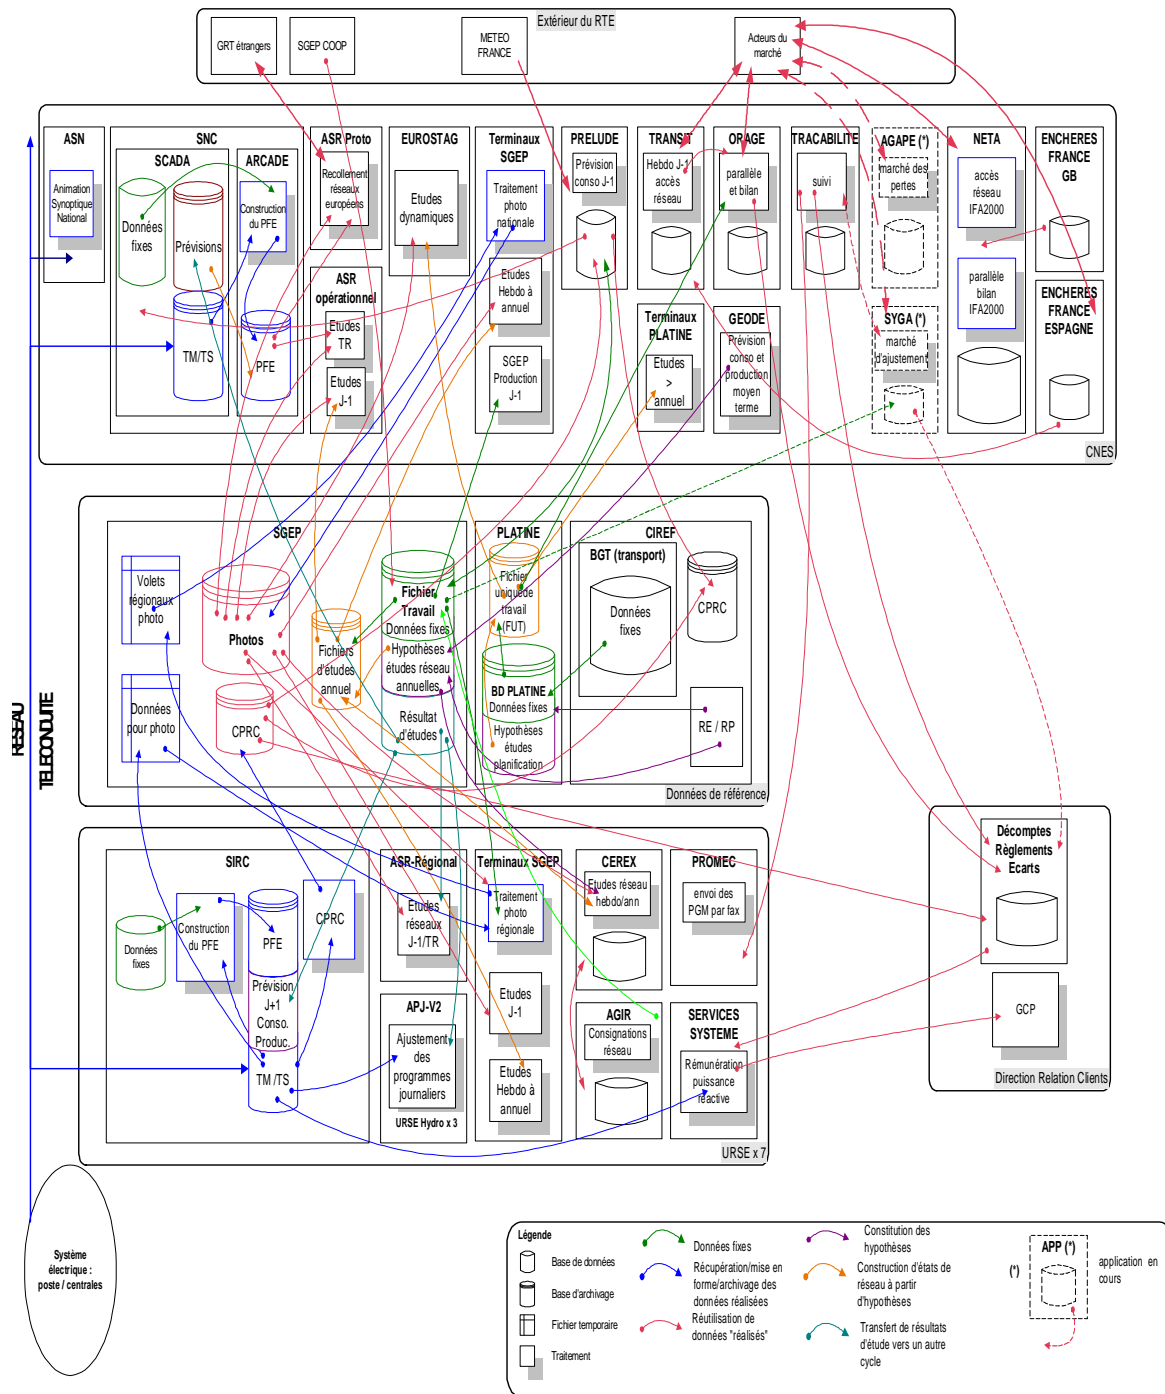 Extérieur du RTE
GRT étrangers
SGEP COOP
METEO
FRANCE
Acteurs du
marché
ASN
SNC
SCADA
ARCADE
ASR Proto
EUROSTAG
Terminaux
SGEP
PRELUDE
TRANSIT
ORAGE
TRACABILITE
AGAPE (*)
NETA
ENCHERES
FRANCE
GB
Animation
Synoptique
National
Données
fixes
Prévisions
Construction
du PFE
TM/TS
PFE
Recollement
réseaux
européens
ASR
opérationnel
Etudes
TR
Etudes
J-1
Etudes
dynamiques
Traitement
photo
nationale
Etudes
Hebdo à
annuel
SGEP
Production
J-1
Prévision
conso J-1
Hebdo J-1
accès
réseau
Terminaux
PLATINE
Etudes
>
annuel
parallèle
et bilan
GEODE
Prévision
conso et
production
moyen
terme
suivi
marché des
pertes
SYGA (*)
marché
d'ajustement
accès
réseau
IFA2000
parallèle
bilan
IFA2000
ENCHERES
FRANCE
ESPAGNE
CNES
SGEP
PLATINE
CIREF
Volets
régionaux
photo
Données
pour photo
Photos
CPRC
Fichiers
d'études
annuel
Fichier
Travail
Données fixes
Hypothèses
études réseau
annuelles
Résultat
d'études
Fichier
uniquede
travail
(FUT)
BD PLATINE
Données fixes
Hypothèses
études
planification
BGT (transport)
Données
fixes
CPRC
RE / RP
Données de référence
RESEAU
TELECONDUITE
SIRC
Données
fixes
Construction
du PFE
PFE
Prévision
J+1
Conso.
Produc.
TM /TS
CPRC
ASR-Régional
Etudes
réseaux
J-1/TR
APJ-V2
Ajustement
des
programmes
journaliers
URSE Hydro x 3
Terminaux SGEP
Traitement
photo
régionale
Etudes
J-1
Etudes
Hebdo à
annuel
CEREX
Etudes réseau
hebdo/ann
AGIR
Consignations
réseau
PROMEC
envoi des
PGM par fax
SERVICES
SYSTEME
Rémunération
puissance
réactive
URSE x 7
Décomptes
Règlements
Ecarts
GCP
Direction Relation Clients
Système
électrique :
poste / centrales
Légende
Base de données
Base d'archivage
Fichier temporaire
Traitement
Données fixes
Récupération/mise en
forme/archivage des
données réalisées
Réutilisation de
données "réalisés"
Constitution des
hypothèses
Construction d'états de
réseau à partir
d'hypothèses
Transfert de résultats
d'étude vers un autre
cycle
(*)
APP (*)
application en
cours